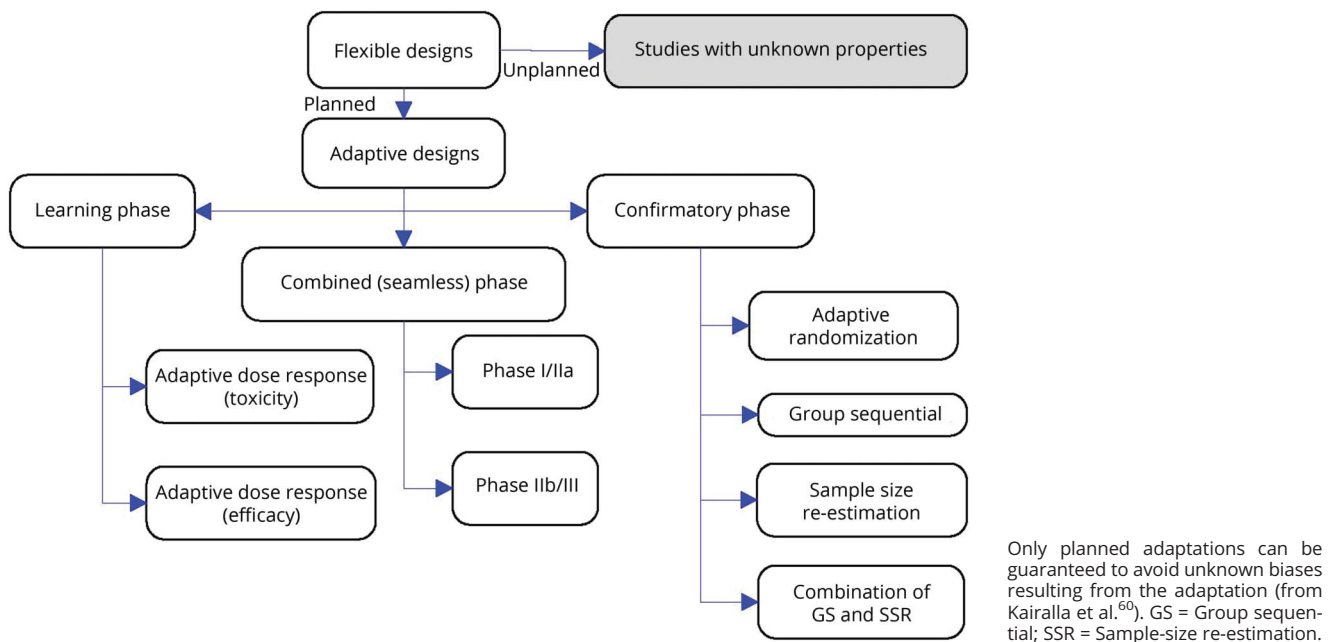 Flexible designs
Studies with unknown properties
Unplanned
Planned
Adaptive designs
Learning phase
Confirmatory phase
Combined (seamless) phase
Adaptive
randomization
Adaptive dose response
(toxicity)
Phase I/IIa
Group sequential
Adaptive dose response
(efficacy)
Phase IIb/III
Sample size
re-estimation
Combination of
GS and SSR
Only planned adaptations can be
guaranteed to avoid unknown biases
resulting from the adaptation (from
Kairalla et al.60). GS = Group sequen-
tial; SSR = Sample-size re-estimation.